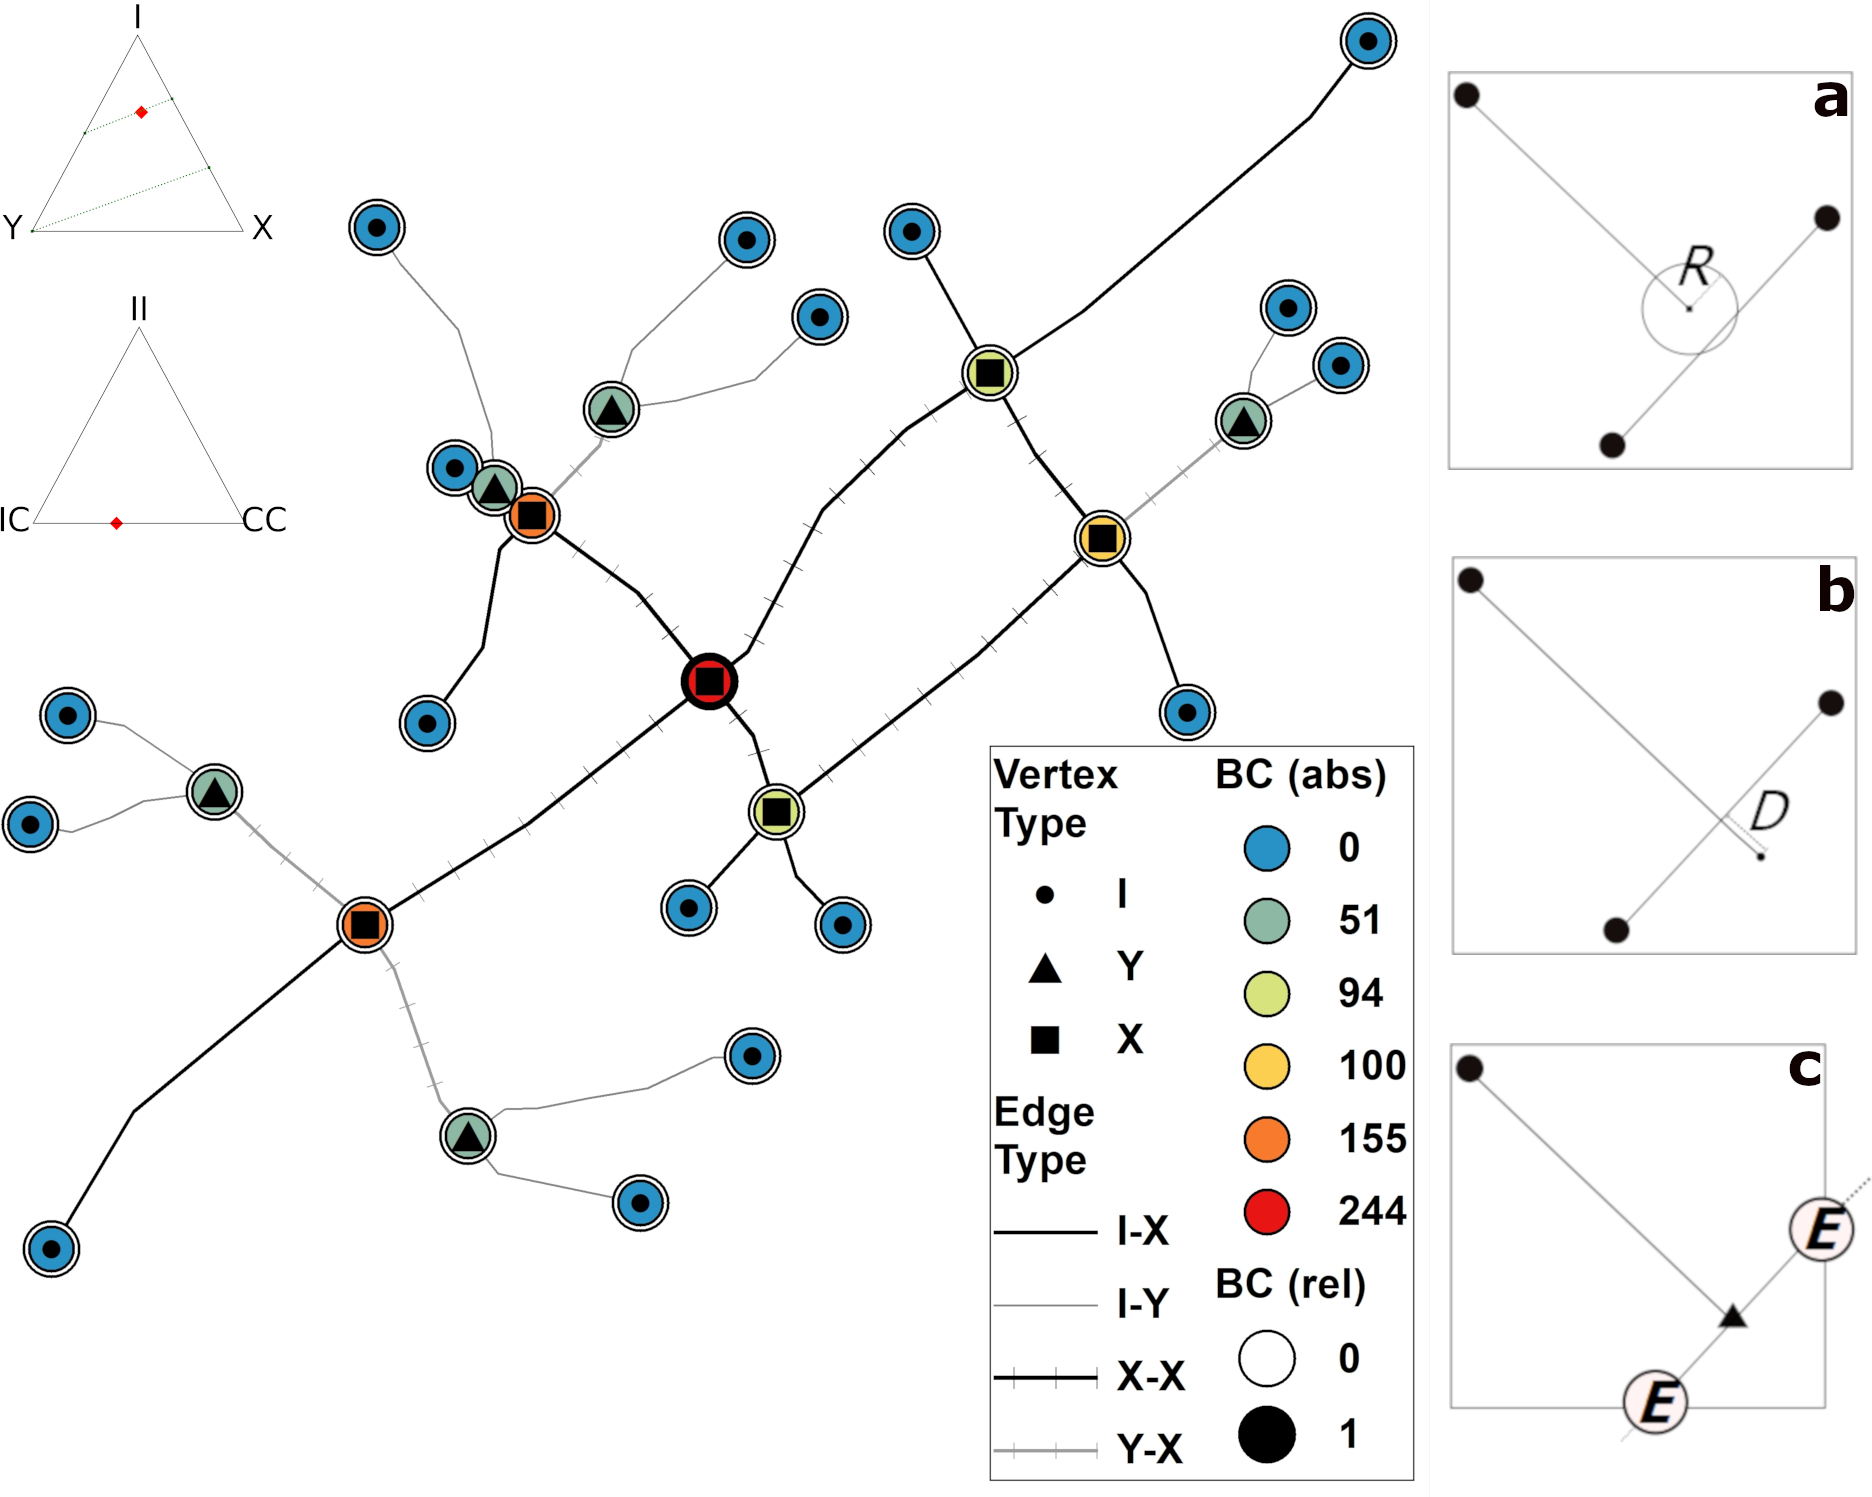 I
Y
X
II
IC
CC
Vertex
Type
I
Y
X
Edge
Type
I-X
I-Y
X-X
Y-X
BC (abs)
0
51
94
100
155
244
BC (rel)
0
1
a
R
b
D
c
E
E